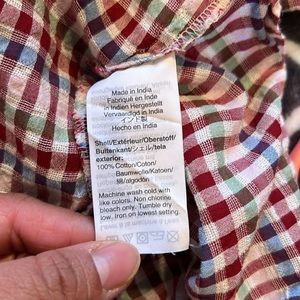 Made in India
Fabriqué en Inde
In Indien Hergestellt
Vervaardigd in India
インド製
Hecho en India
Shell/Extérieur/Oberstoff/
Buitenkant/シェル/tela
exterior:
100% Cotton/Coton/
Baumwolle/Katoen/
綿/algodón
Machine wash cold with
like colors. Non chlorine
bleach only. Tumble dry
low. Iron on lowest setting.